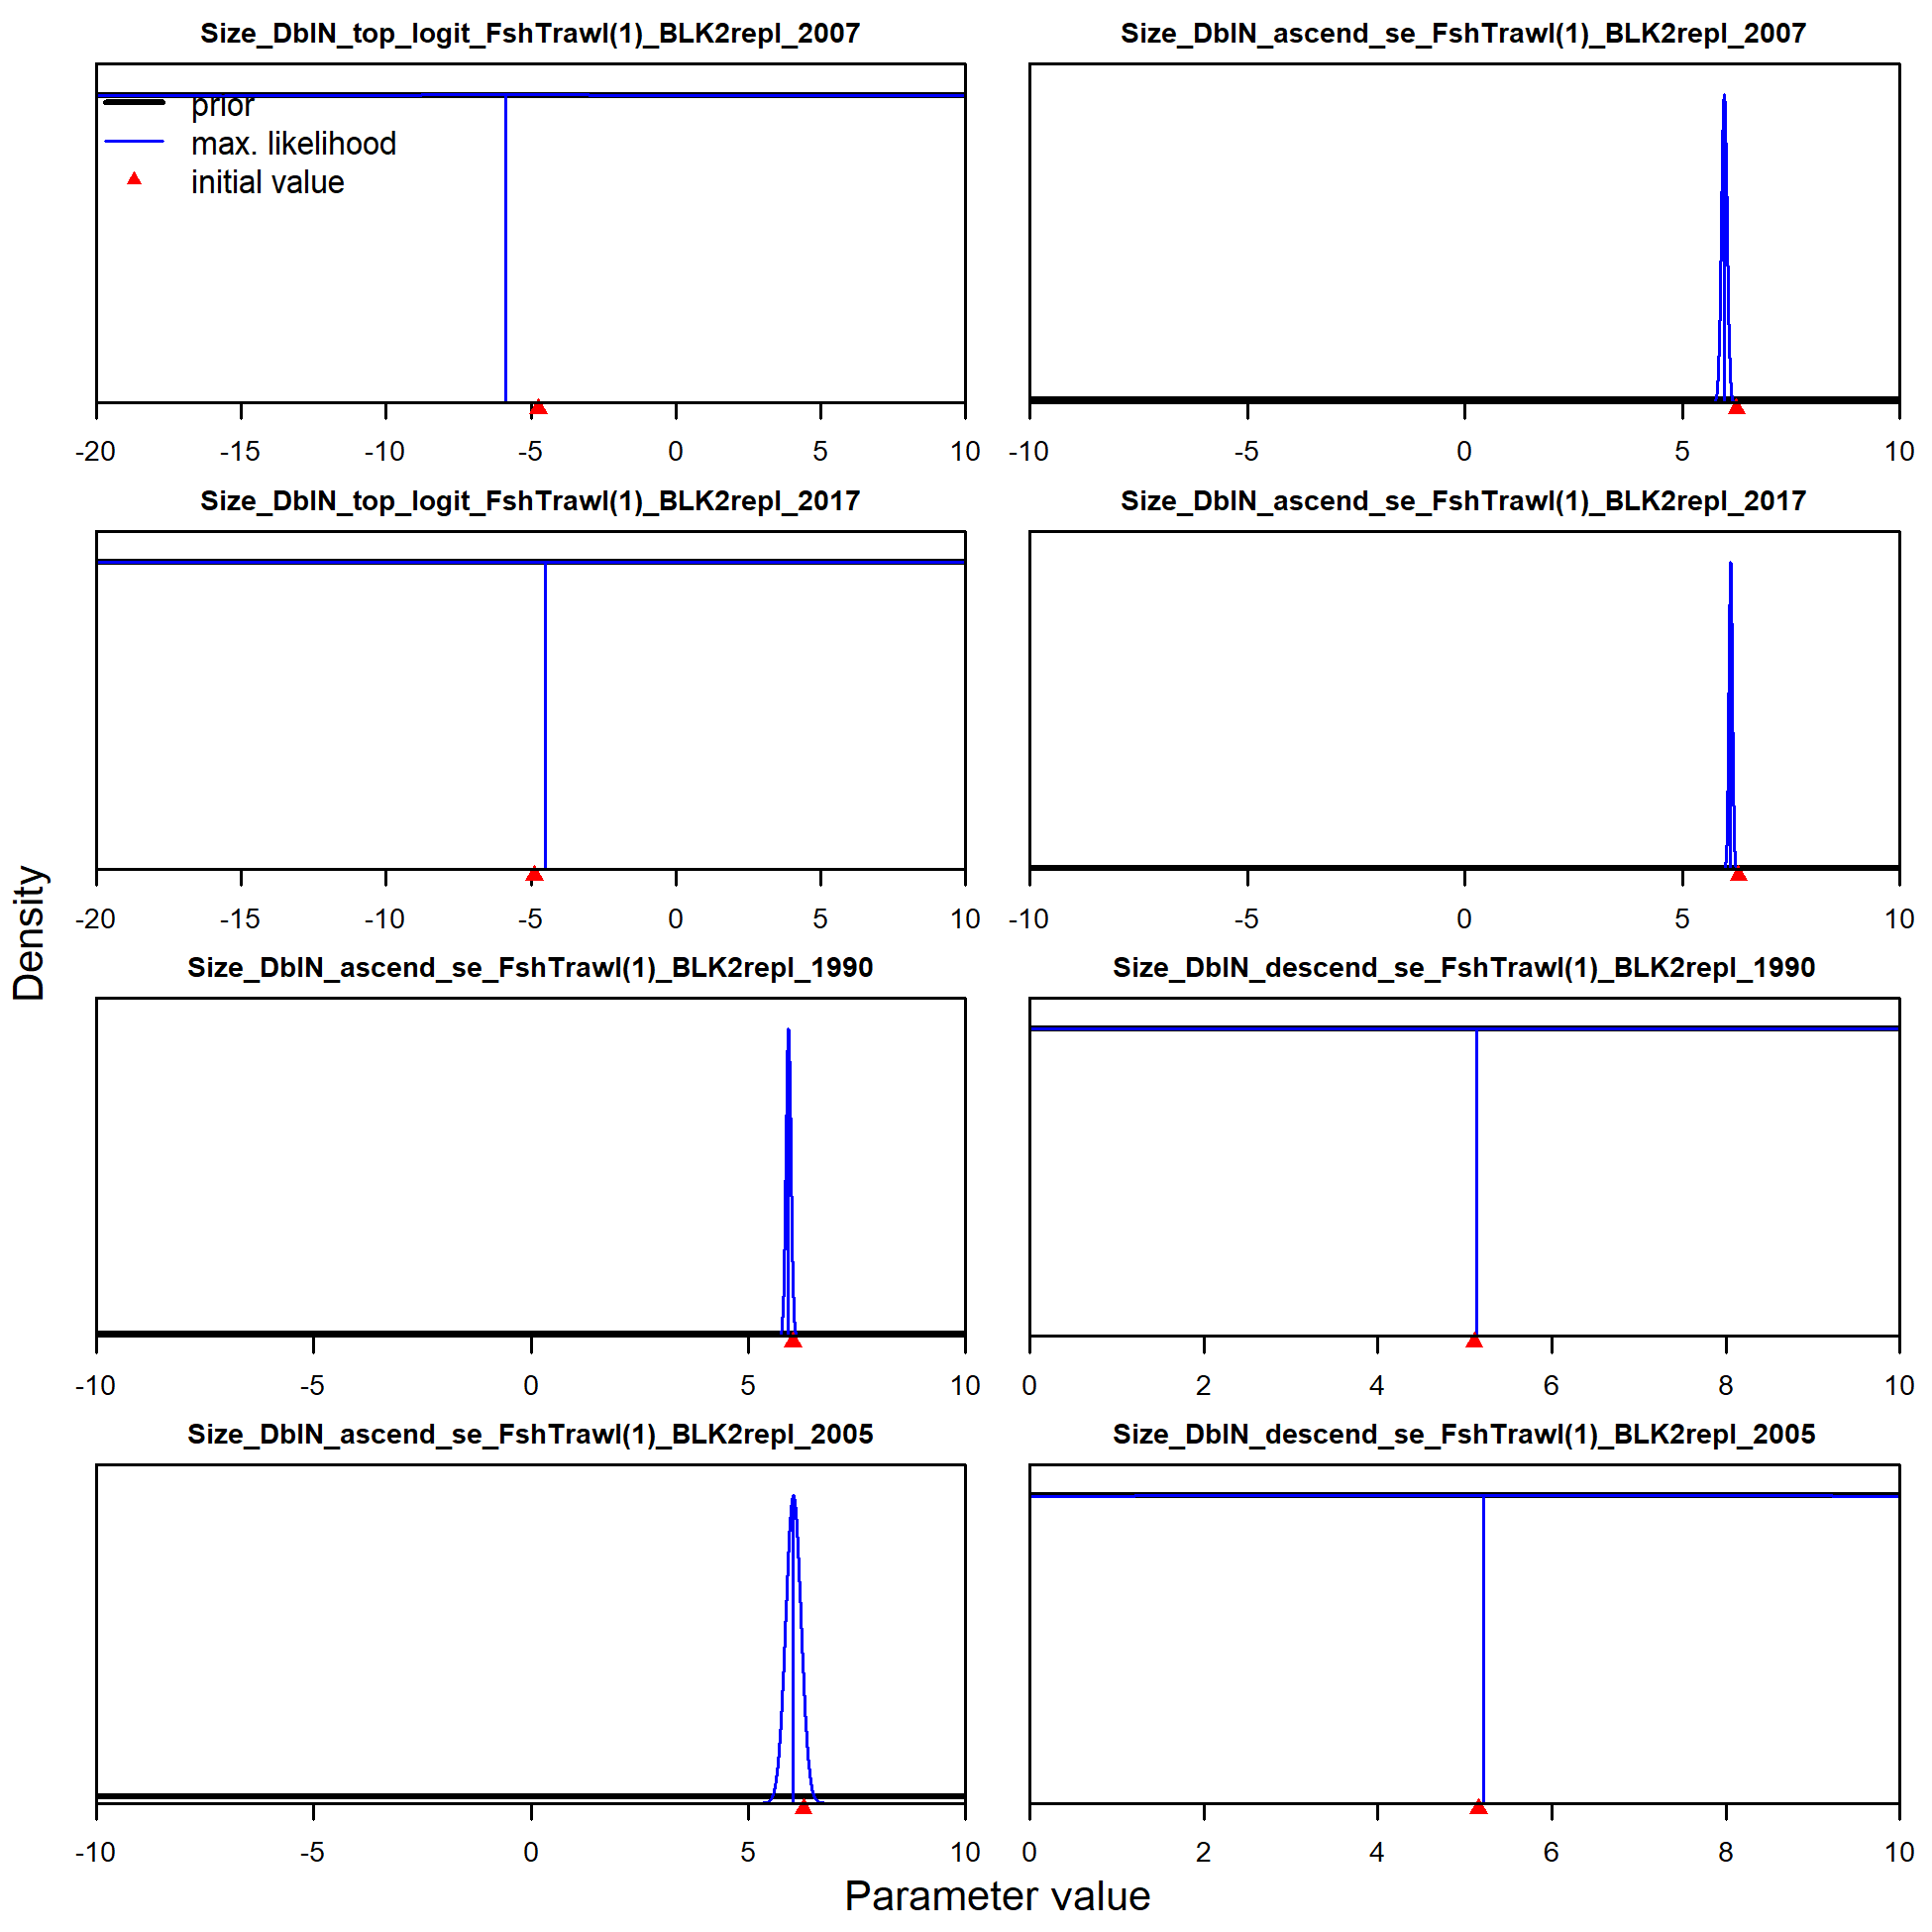 Size_DblN_top_logit_FshTrawl(1)_BLK2repl_2007
prior
max. likelihood
initial value
-20 -15 -10 -5 0 5 10
Size_DblN_ascend_se_FshTrawl(1)_BLK2repl_2007
-10 -5 0 5 10
Size_DblN_top_logit_FshTrawl(1)_BLK2repl_2017
-20 -15 -10 -5 0 5 10
Size_DblN_ascend_se_FshTrawl(1)_BLK2repl_2017
-10 -5 0 5 10
Size_DblN_ascend_se_FshTrawl(1)_BLK2repl_1990
-10 -5 0 5 10
Size_DblN_descend_se_FshTrawl(1)_BLK2repl_1990
0 2 4 6 8 10
Size_DblN_ascend_se_FshTrawl(1)_BLK2repl_2005
-10 -5 0 5 10
Size_DblN_descend_se_FshTrawl(1)_BLK2repl_2005
0 2 4 6 8 10
Density
Parameter value